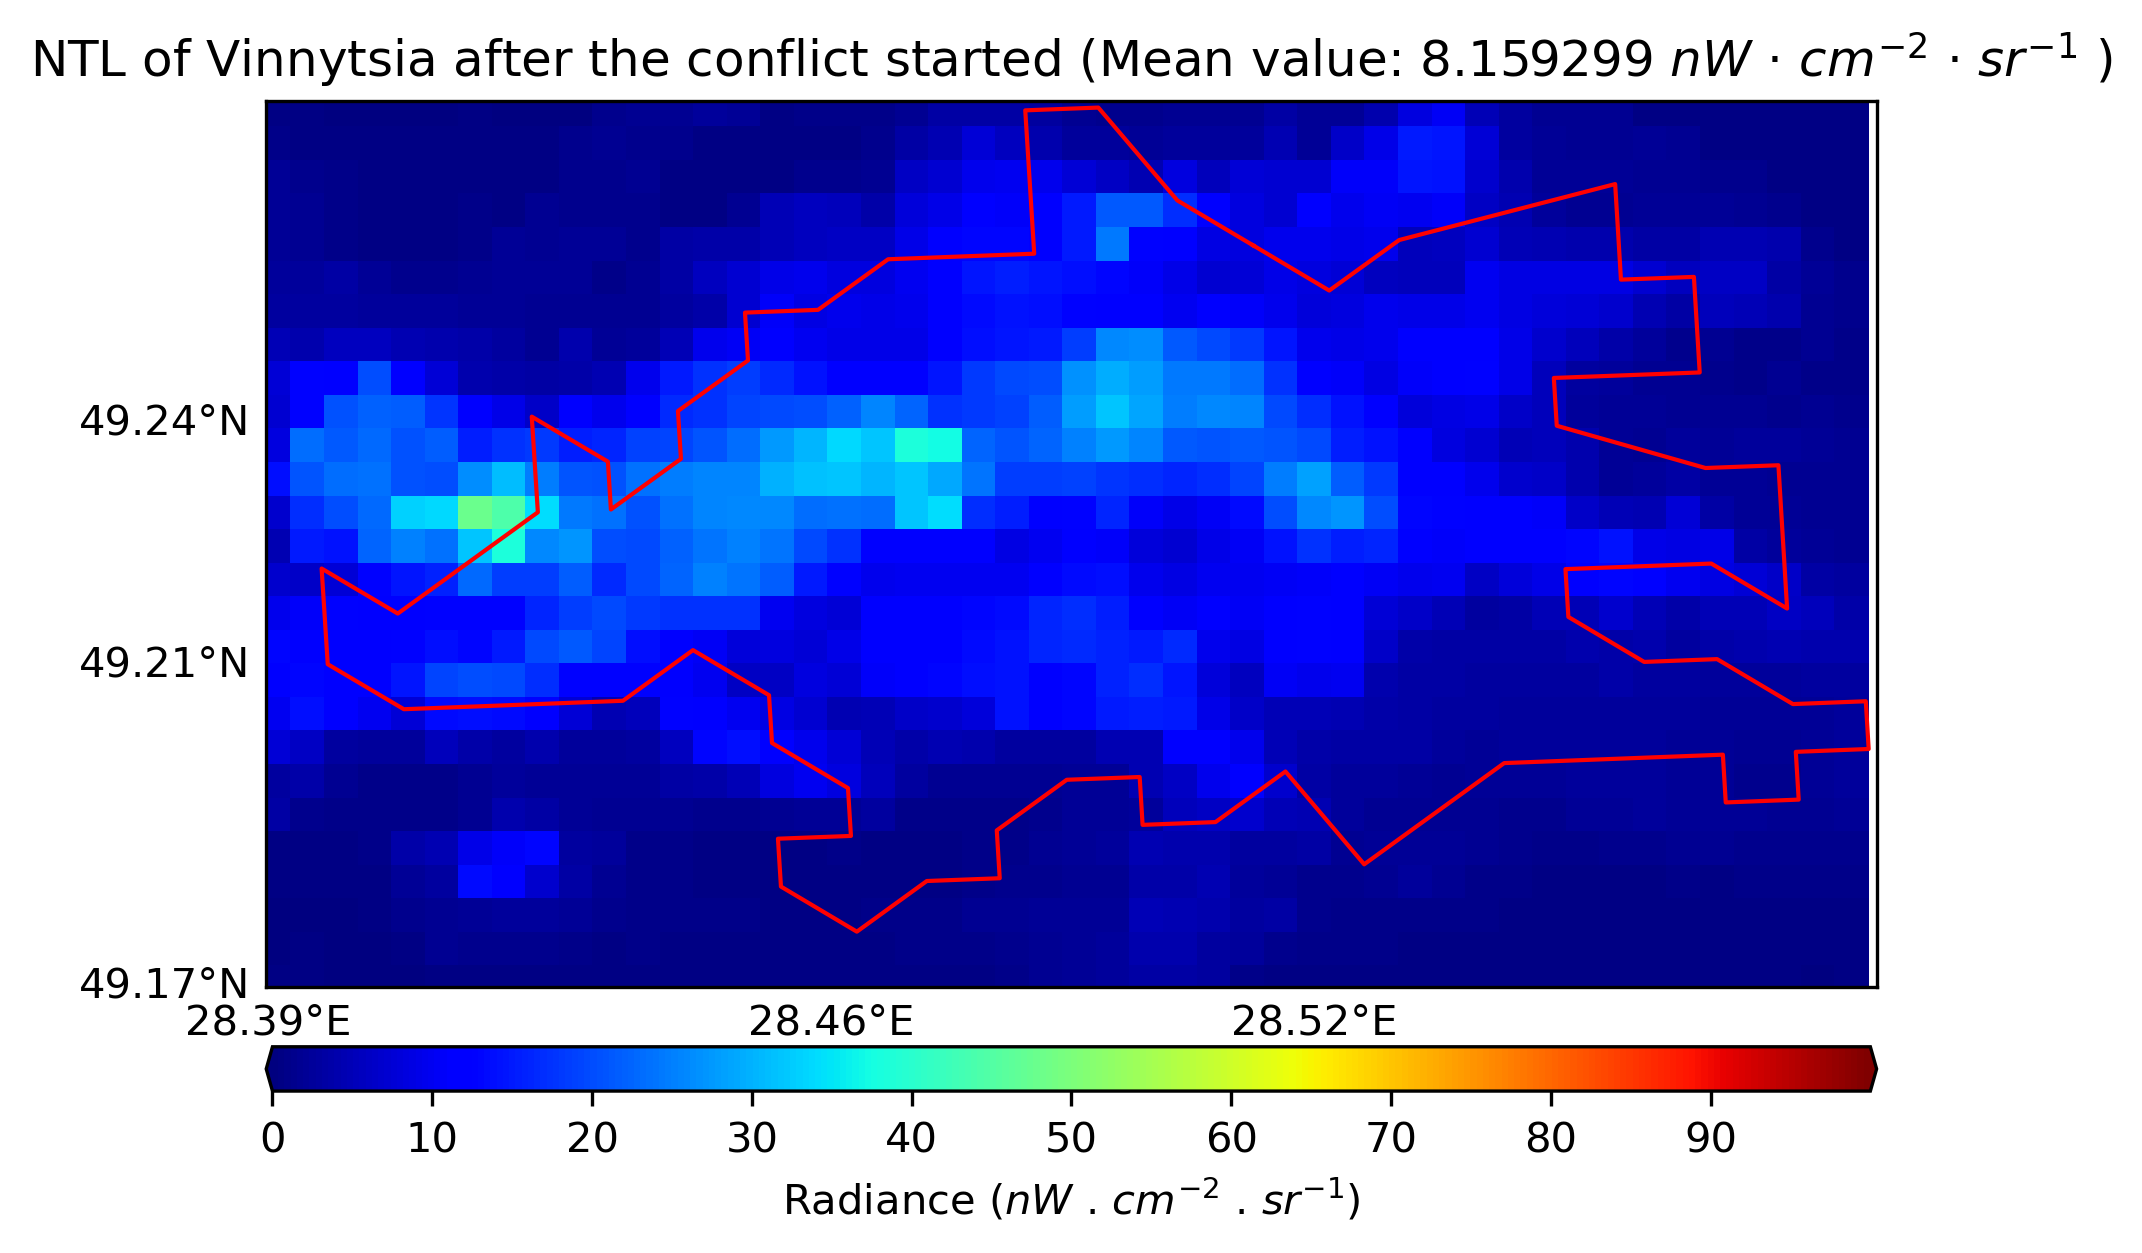 NTL of Vinnytsia after the conflict started (Mean value: 8.159299 nW · cm⁻² · sr⁻¹ )
49.24°N
49.21°N
49.17°N
28.39°E 28.46°E 28.52°E
0 10 20 30 40 50 60 70 80 90
Radiance (nW . cm⁻² . sr⁻¹)